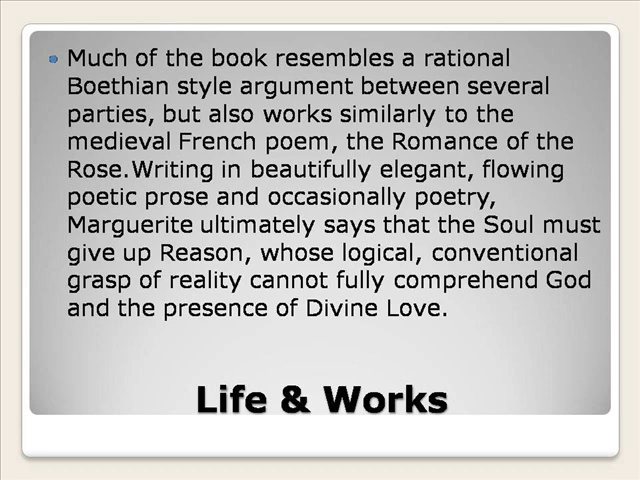 Much of the book resembles a rational
Boethian style argument between several
parties, but also works similarly to the
medieval French poem, the Romance of the
Rose.Writing in beautifully elegant, flowing
poetic prose and occasionally poetry,
Marguerite ultimately says that the Soul must
give up Reason, whose logical, conventional
grasp of reality cannot fully comprehend God
and the presence of Divine Love.
Life & Works